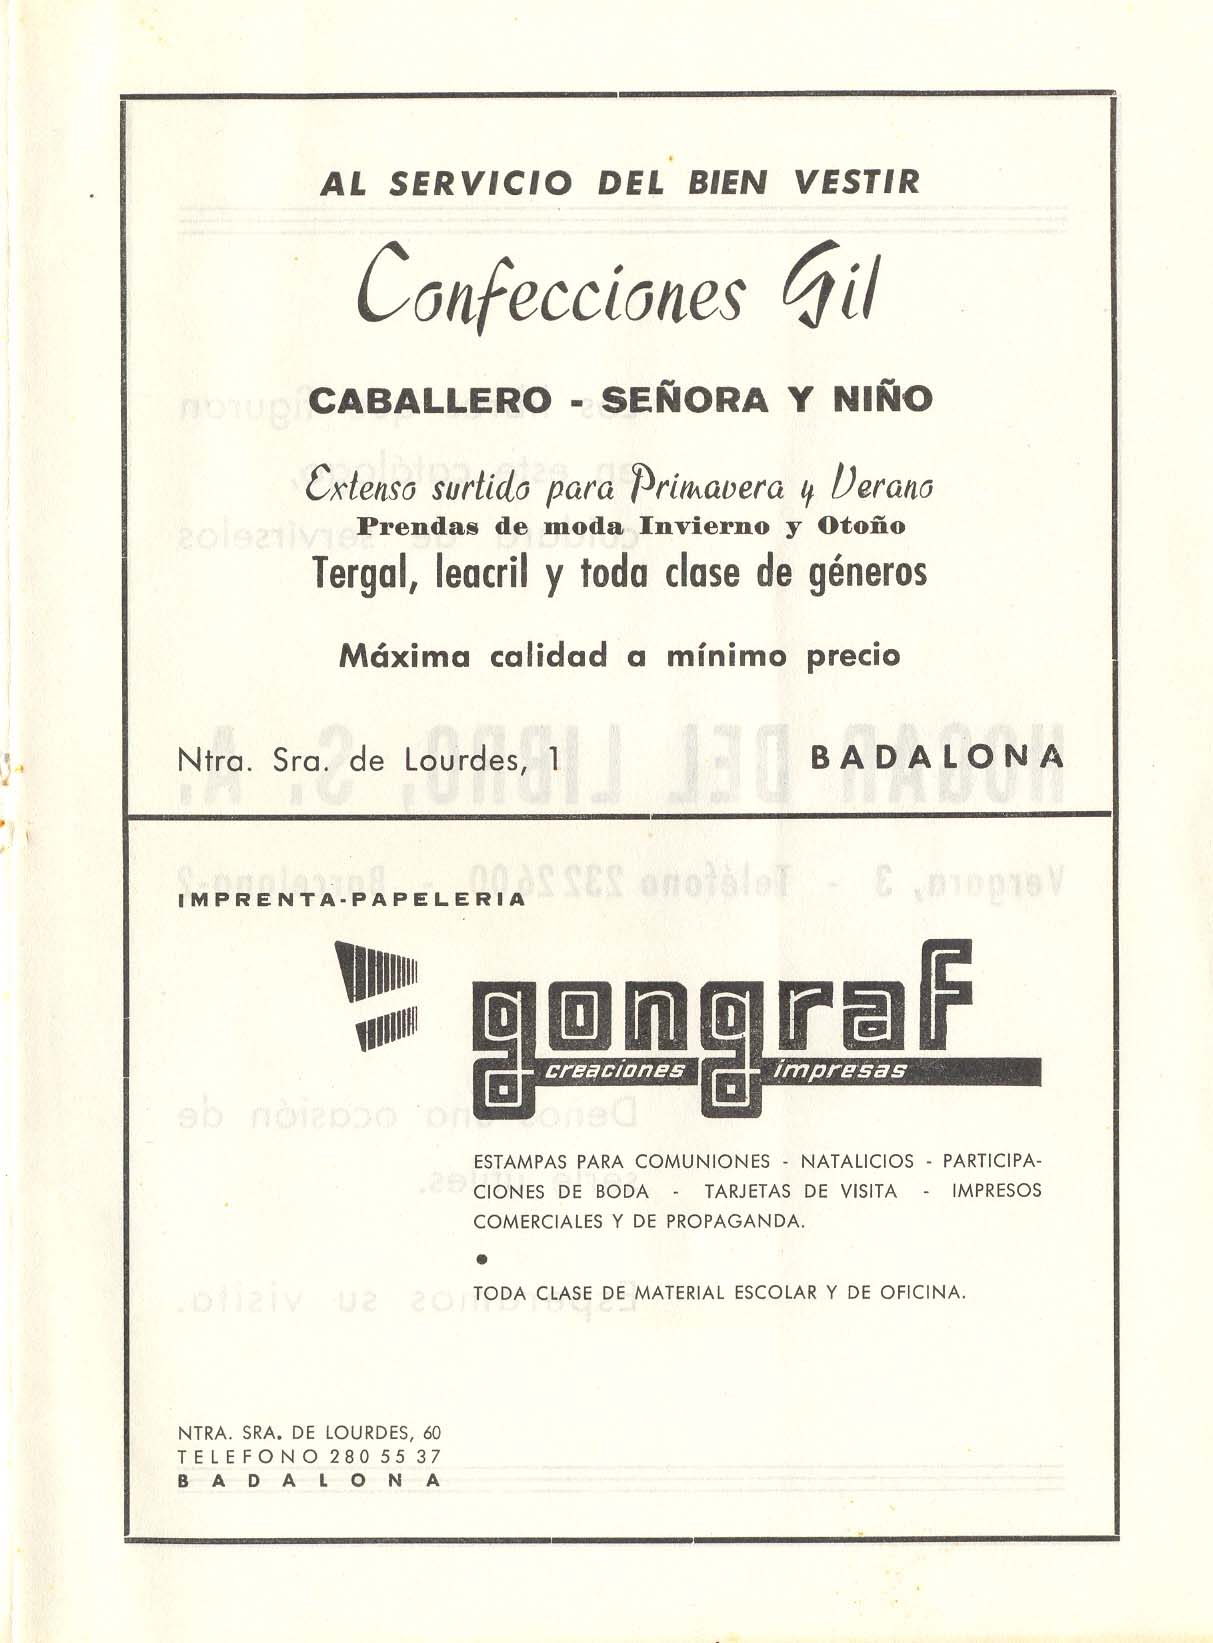 AL SERVICIO DEL BIEN VESTIR
Confecciones Gil
CABALLERO - SEÑORA Y NIÑO
Extenso surtido para Primavera y Verano
Prendas de moda Invierno y Otoño
Tergal, leacril y toda clase de géneros
Máxima calidad a mínimo precio
Ntra. Sra. de Lourdes, 1 BADALONA
IMPRENTA-PAPELERIA
gongraf
creaciones impresas
ESTAMPAS PARA COMUNIONES - NATALICIOS - PARTICIPA-
CIONES DE BODA - TARJETAS DE VISITA - IMPRESOS
COMERCIALES Y DE PROPAGANDA.
•
TODA CLASE DE MATERIAL ESCOLAR Y DE OFICINA.
NTRA. SRA. DE LOURDES, 60
TELEFONO 280 55 37
BADALONA